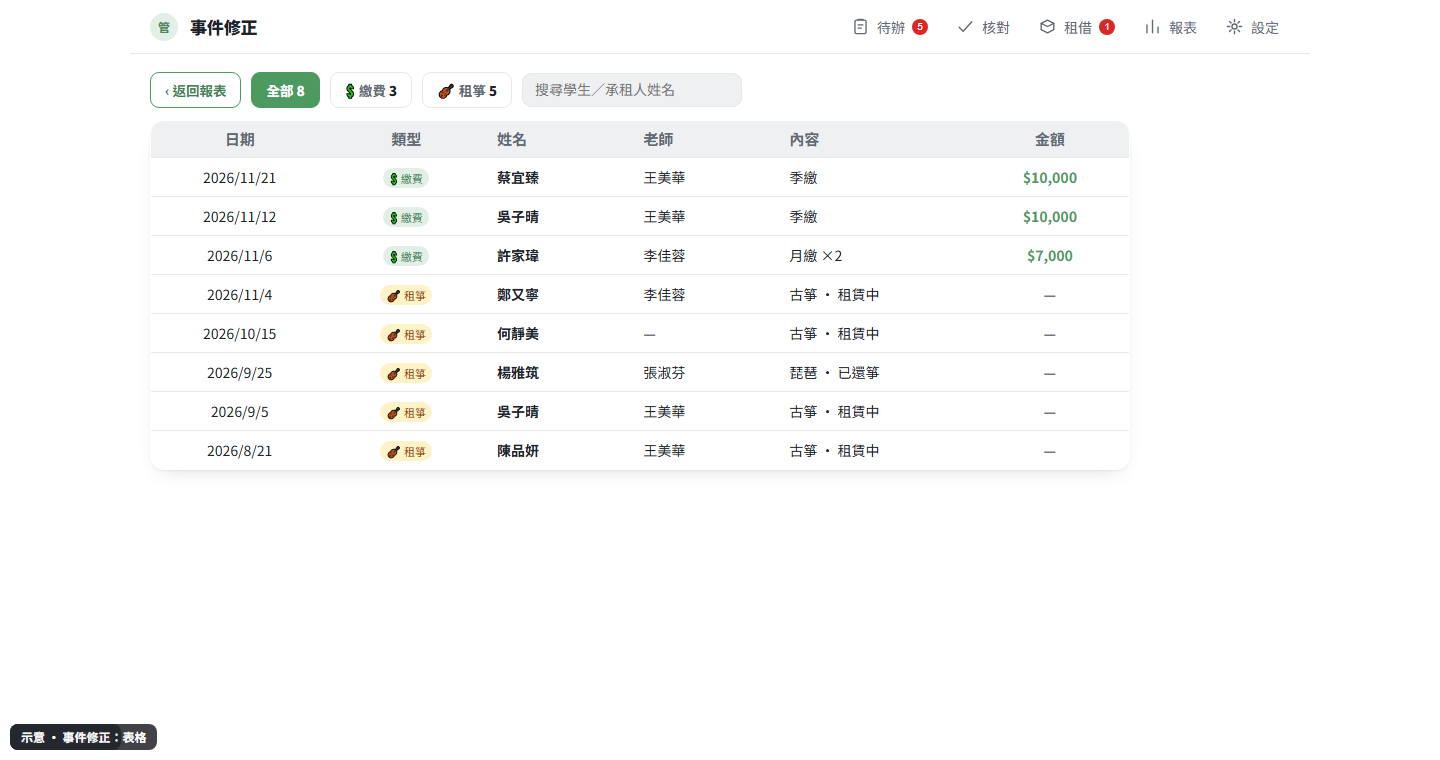 管 事件修正 待辦 5 核對 租借 1 報表 設定
‹ 返回報表 全部 8 💲 繳費 3 🪕 租箏 5 搜尋學生／承租人姓名
日期 類型 姓名 老師 內容 金額
2026/11/21 💲 繳費 蔡宜臻 王美華 季繳 $10,000
2026/11/12 💲 繳費 吳子晴 王美華 季繳 $10,000
2026/11/6 💲 繳費 許家瑋 李佳蓉 月繳 ×2 $7,000
2026/11/4 租箏 鄭又寧 李佳蓉 古箏 · 租賃中 —
2026/10/15 租箏 何靜美 — 古箏 · 租賃中 —
2026/9/25 租箏 楊雅筑 張淑芬 琵琶 · 已還箏 —
2026/9/5 租箏 吳子晴 王美華 古箏 · 租賃中 —
2026/8/21 租箏 陳品妍 王美華 古箏 · 租賃中 —
示意 · 事件修正：表格